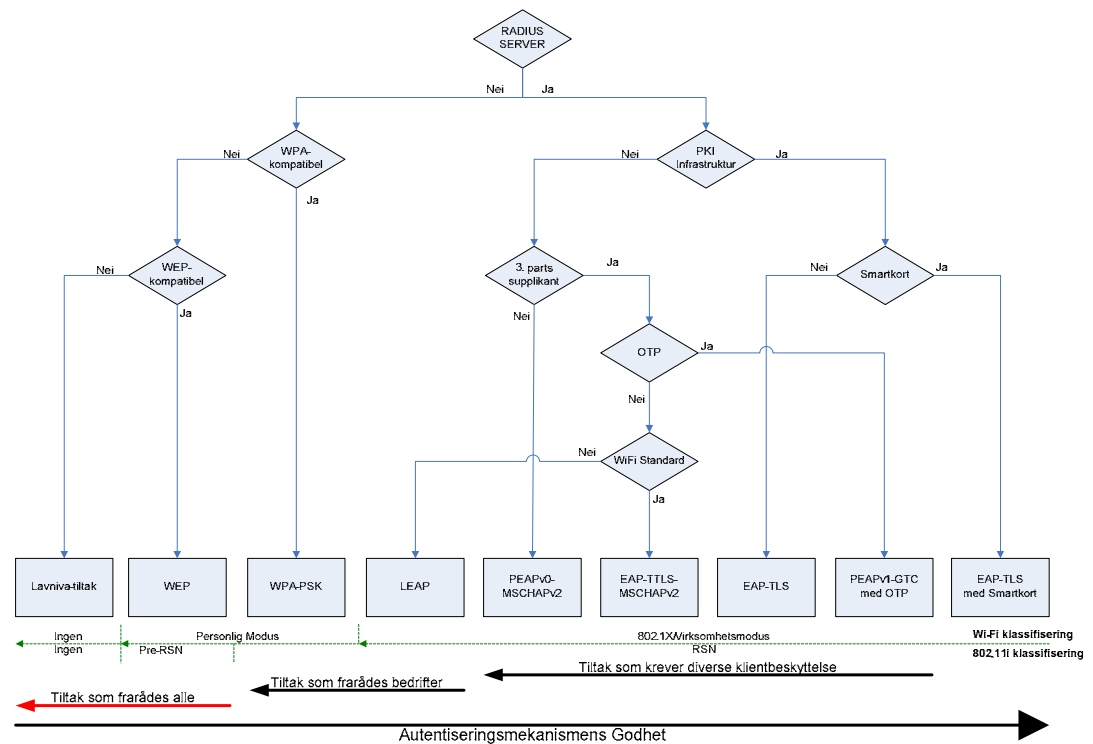 RADIUS
SERVER
Nei
Ja
WPA-
kompatibel
Nei
Ja
PKI
Infrastruktur
Nei
Ja
WEP-
kompatibel
Nei
Ja
3. parts
supplikant
Ja
Nei
Smartkort
Nei
Ja
OTP
Ja
Nei
WiFi Standard
Nei
Ja
Lavniva-tiltak
WEP
WPA-PSK
LEAP
PEAPv0-
MSCHAPv2
EAP-TTLS-
MSCHAPv2
EAP-TLS
PEAPv1-GTC
med OTP
EAP-TLS
med Smartkort
Ingen
Personlig Modus
802.1X/Virksomhetsmodus
Wi-Fi klassifisering
Ingen
Pre-RSN
RSN
802.11i klassifisering
Tiltak som krever diverse klientbeskyttelse
Tiltak som frarådes bedrifter
Tiltak som frarådes alle
Autentiseringsmekanismens Godhet